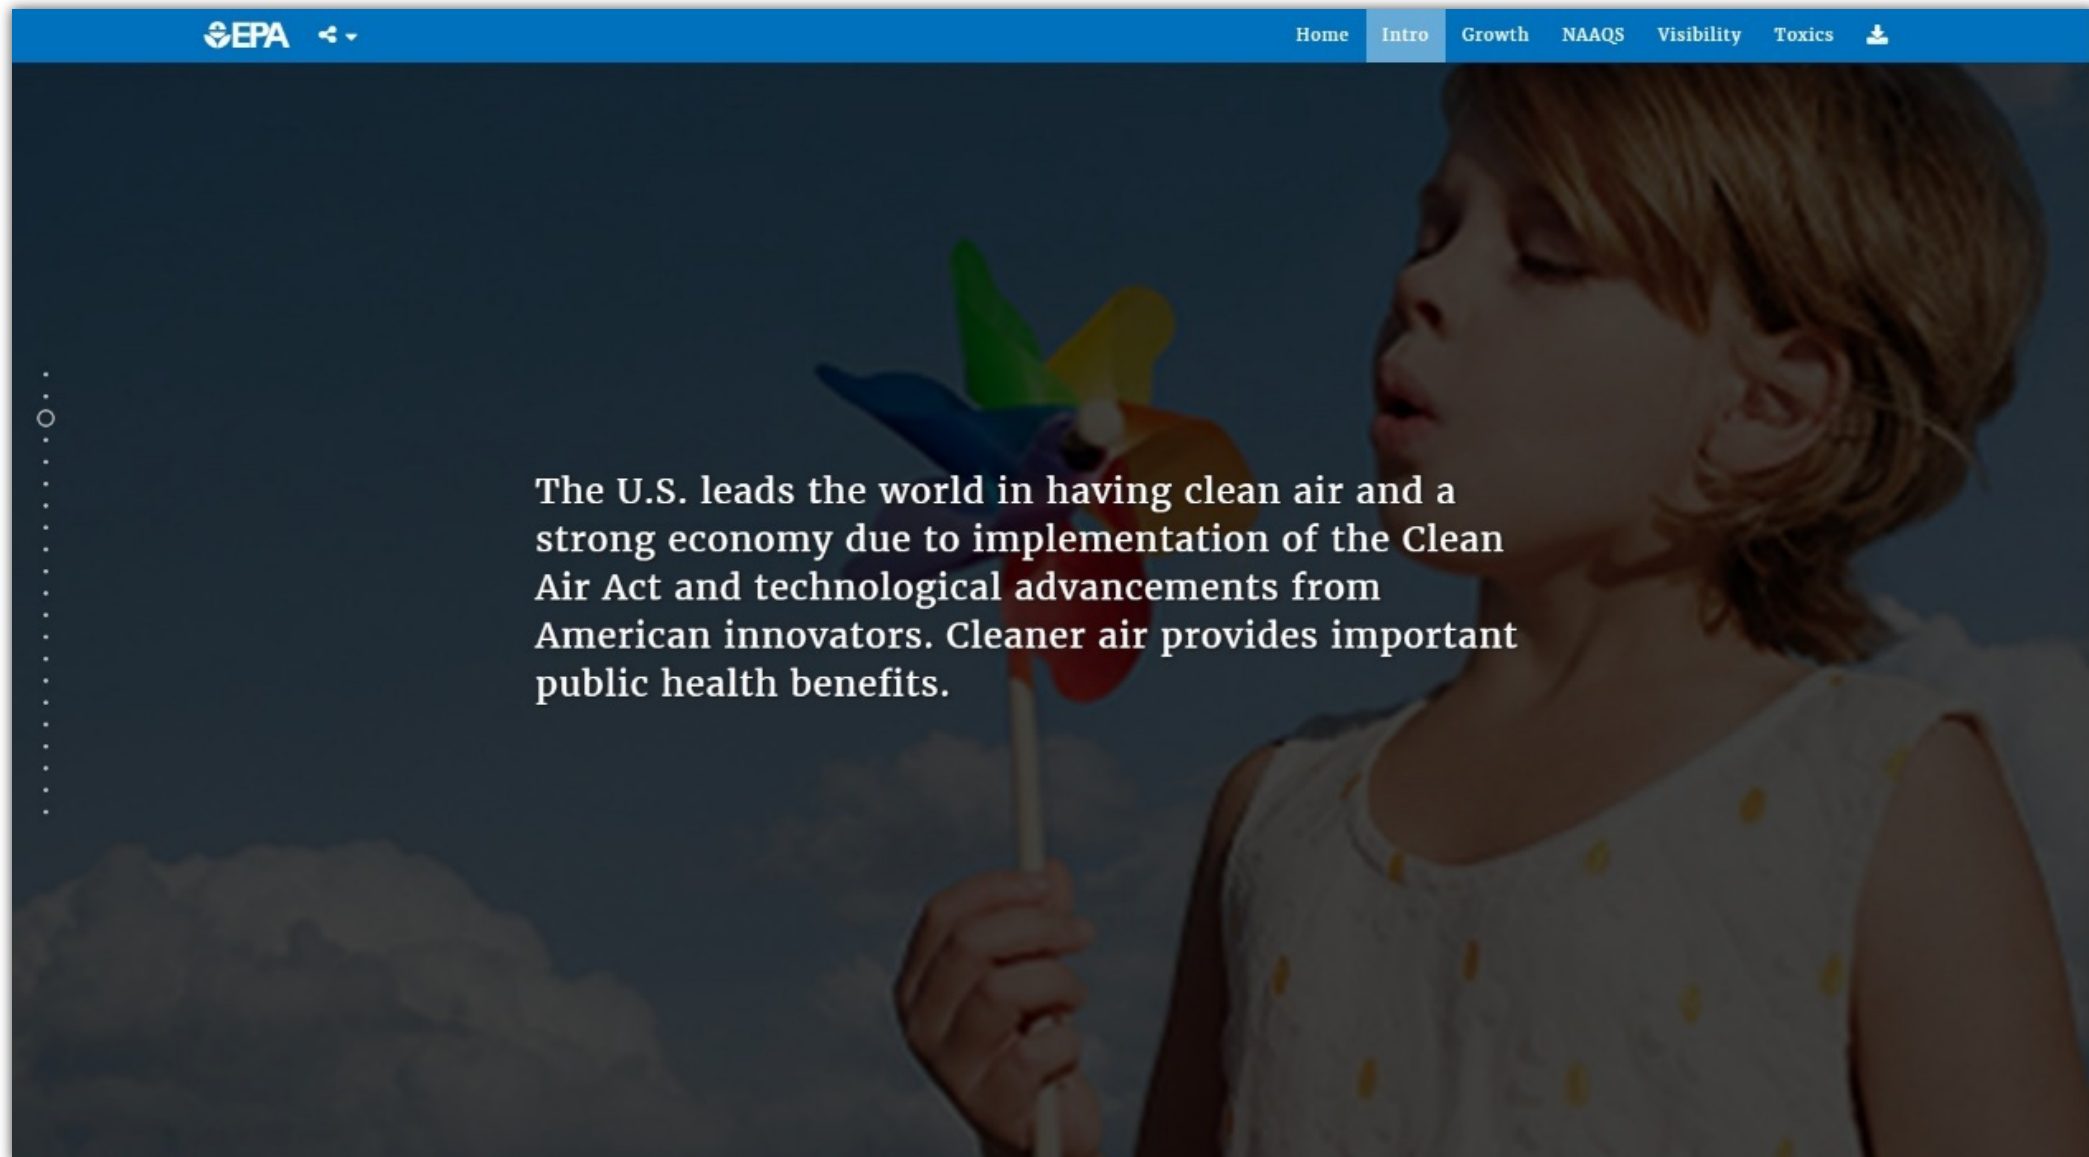 EPA
Home Intro Growth NAAQS Visibility Toxics
The U.S. leads the world in having clean air and a
strong economy due to implementation of the Clean
Air Act and technological advancements from
American innovators. Cleaner air provides important
public health benefits.